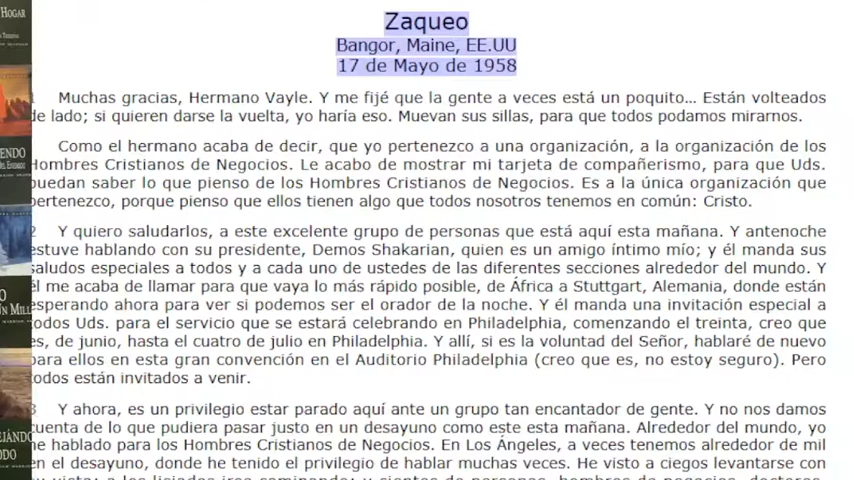 HOGAR
Zaqueo
Bangor, Maine, EE.UU
17 de Mayo de 1958
Muchas gracias, Hermano Vayle. Y me fijé que la gente a veces está un poquito… Están volteados
de lado; si quieren darse la vuelta, yo haría eso. Muevan sus sillas, para que todos podamos mirarnos.
Como el hermano acaba de decir, que yo pertenezco a una organización, a la organización de los
Hombres Cristianos de Negocios. Le acabo de mostrar mi tarjeta de compañerismo, para que Uds.
puedan saber lo que pienso de los Hombres Cristianos de Negocios. Es a la única organización que
pertenezco, porque pienso que ellos tienen algo que todos nosotros tenemos en común: Cristo.
2 Y quiero saludarlos, a este excelente grupo de personas que está aquí esta mañana. Y antenoche
estuve hablando con su presidente, Demos Shakarian, quien es un amigo íntimo mío; y él manda sus
saludos especiales a todos y a cada uno de ustedes de las diferentes secciones alrededor del mundo. Y
él me acaba de llamar para que vaya lo más rápido posible, de África a Stuttgart, Alemania, donde están
esperando ahora para ver si podemos ser el orador de la noche. Y él manda una invitación especial a
todos Uds. para el servicio que se estará celebrando en Philadelphia, comenzando el treinta, creo que
es, de junio, hasta el cuatro de julio en Philadelphia. Y allí, si es la voluntad del Señor, hablaré de nuevo
para ellos en esta gran convención en el Auditorio Philadelphia (creo que es, no estoy seguro). Pero
todos están invitados a venir.
3 Y ahora, es un privilegio estar parado aquí ante un grupo tan encantador de gente. Y no nos damos
cuenta de lo que pudiera pasar justo en un desayuno como este esta mañana. Alrededor del mundo, yo
he hablado para los Hombres Cristianos de Negocios. En Los Ángeles, a veces tenemos alrededor de mil
en el desayuno, donde he tenido el privilegio de hablar muchas veces. He visto a ciegos levantarse con